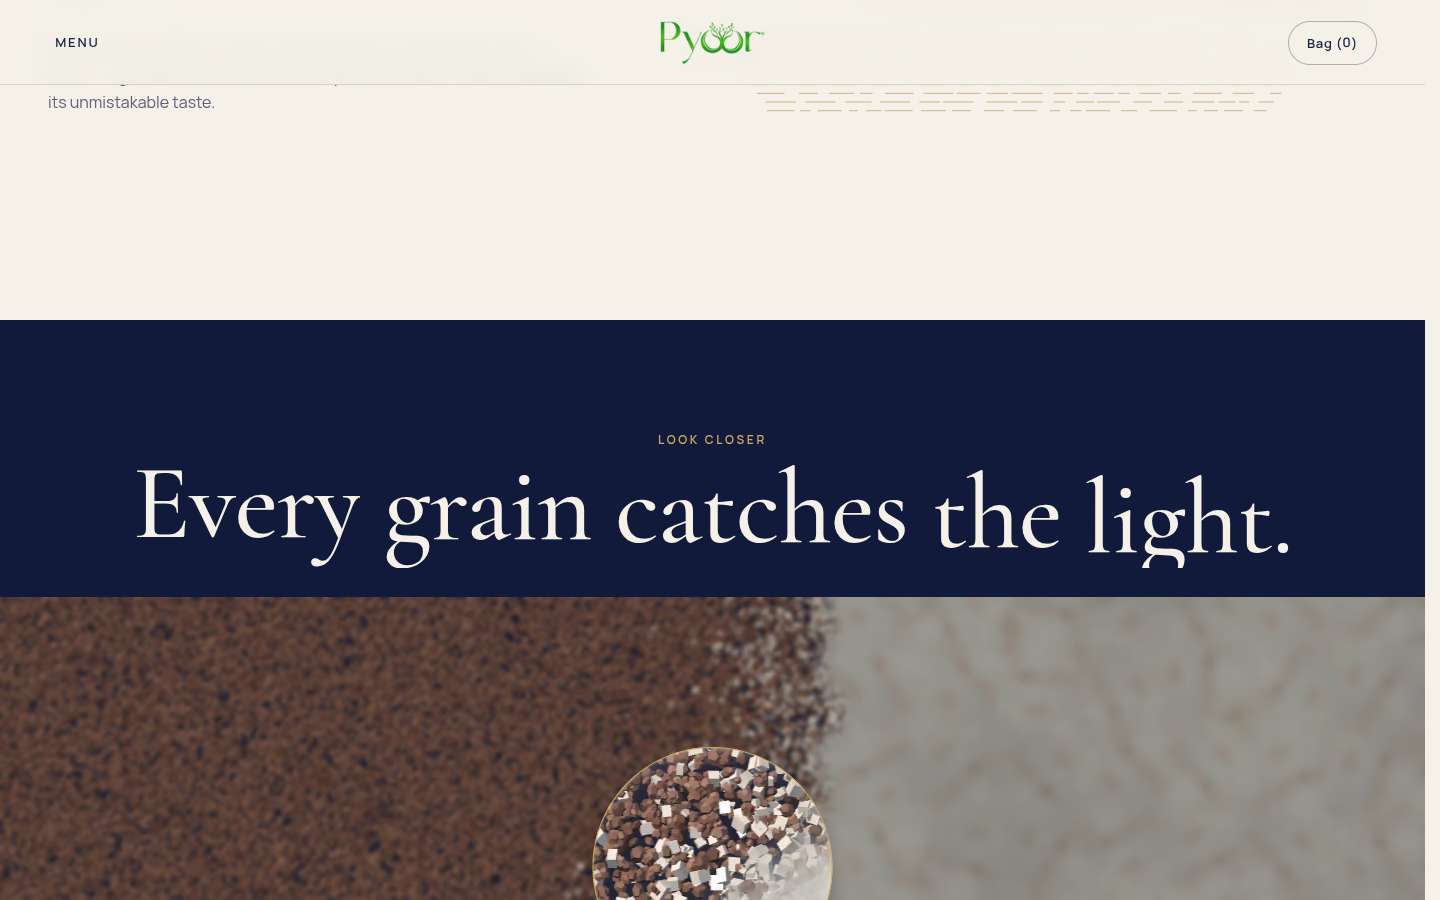 MENU
Pyoor
Bag (0)
its unmistakable taste.
LOOK CLOSER
Every grain catches the light.